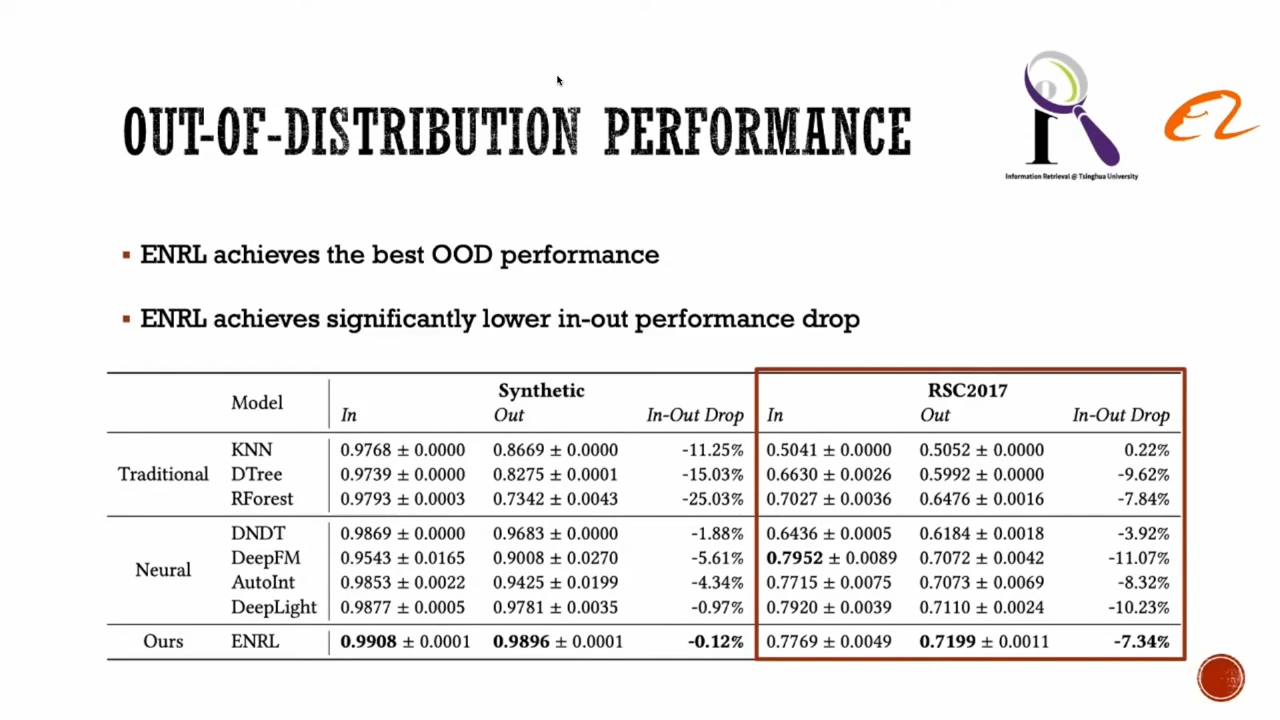 OUT-OF-DISTRIBUTION PERFORMANCE
Information Retrieval @ Tsinghua University
ENRL achieves the best OOD performance
ENRL achieves significantly lower in-out performance drop
Model Synthetic RSC2017
In Out In-Out Drop In Out In-Out Drop
Traditional KNN 0.9768 ± 0.0000 0.8669 ± 0.0000 -11.25% 0.5041 ± 0.0000 0.5052 ± 0.0000 0.22%
DTree 0.9739 ± 0.0000 0.8275 ± 0.0001 -15.03% 0.6630 ± 0.0026 0.5992 ± 0.0000 -9.62%
RForest 0.9793 ± 0.0003 0.7342 ± 0.0043 -25.03% 0.7027 ± 0.0036 0.6476 ± 0.0016 -7.84%
Neural DNDT 0.9869 ± 0.0000 0.9683 ± 0.0000 -1.88% 0.6436 ± 0.0005 0.6184 ± 0.0018 -3.92%
DeepFM 0.9543 ± 0.0165 0.9008 ± 0.0270 -5.61% 0.7952 ± 0.0089 0.7072 ± 0.0042 -11.07%
AutoInt 0.9853 ± 0.0022 0.9425 ± 0.0199 -4.34% 0.7715 ± 0.0075 0.7073 ± 0.0069 -8.32%
DeepLight 0.9877 ± 0.0005 0.9781 ± 0.0035 -0.97% 0.7920 ± 0.0039 0.7110 ± 0.0024 -10.23%
Ours ENRL 0.9908 ± 0.0001 0.9896 ± 0.0001 -0.12% 0.7769 ± 0.0049 0.7199 ± 0.0011 -7.34%